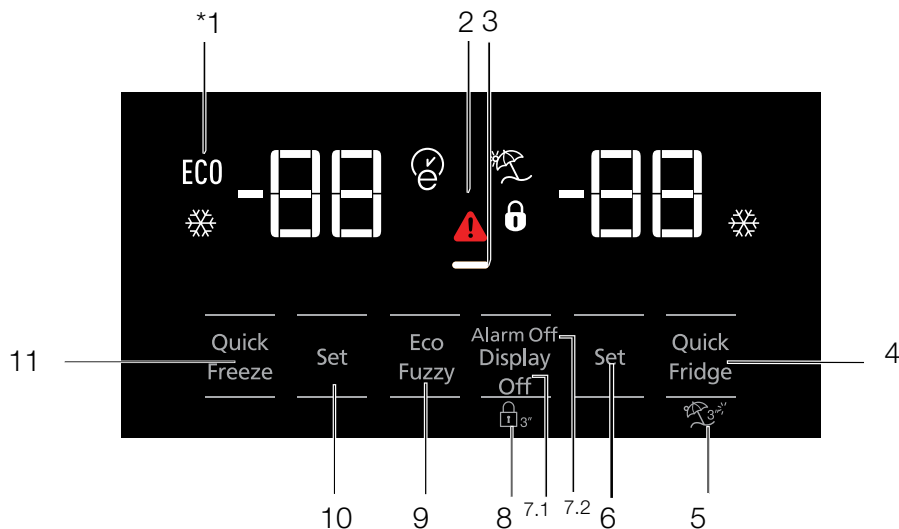 *1
2 3
ECO -88 e -88
Quick Freeze
Set
Eco Fuzzy
Alarm Off
Display Off
Set
Quick Fridge
11
4
3"
3"
10
9
8
7.1
7.2
6
5